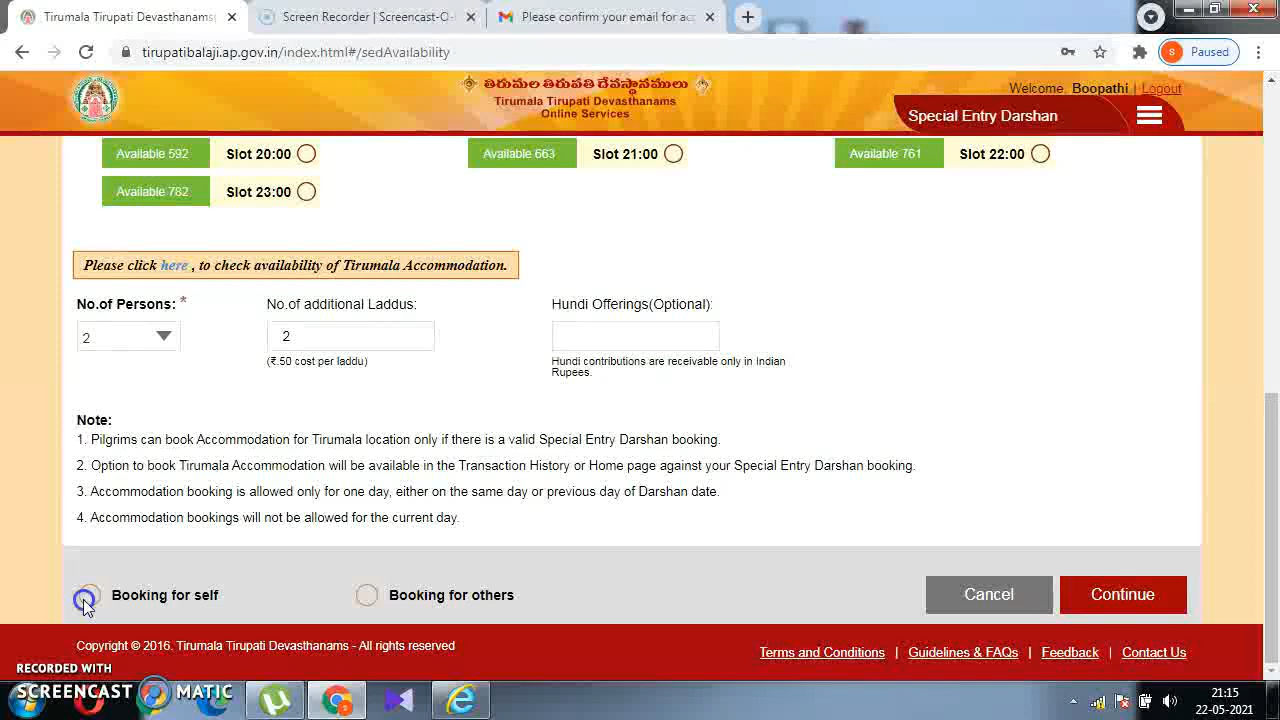 Tirumala Tirupati Devasthanams
Screen Recorder | Screencast-O-
Please confirm your email for acc
tirupatibalaji.ap.gov.in/index.html#/sedAvailability
S Paused
తిరుమల తిరుపతి దేవస్థానములు
Tirumala Tirupati Devasthanams
Online Services
Welcome, Boopathi | Logout
Special Entry Darshan
Available 592 Slot 20:00
Available 663 Slot 21:00
Available 761 Slot 22:00
Available 782 Slot 23:00
Please click here , to check availability of Tirumala Accommodation.
No.of Persons: * No.of additional Laddus: Hundi Offerings(Optional):
2 2
(₹.50 cost per laddu) Hundi contributions are receivable only in Indian
Rupees.
Note:
1. Pilgrims can book Accommodation for Tirumala location only if there is a valid Special Entry Darshan booking.
2. Option to book Tirumala Accommodation will be available in the Transaction History or Home page against your Special Entry Darshan booking.
3. Accommodation booking is allowed only for one day, either on the same day or previous day of Darshan date.
4. Accommodation bookings will not be allowed for the current day.
Booking for self Booking for others Cancel Continue
Copyright © 2016. Tirumala Tirupati Devasthanams - All rights reserved
Terms and Conditions | Guidelines & FAQs | Feedback | Contact Us
RECORDED WITH
SCREENCAST MATIC
21:15
22-05-2021